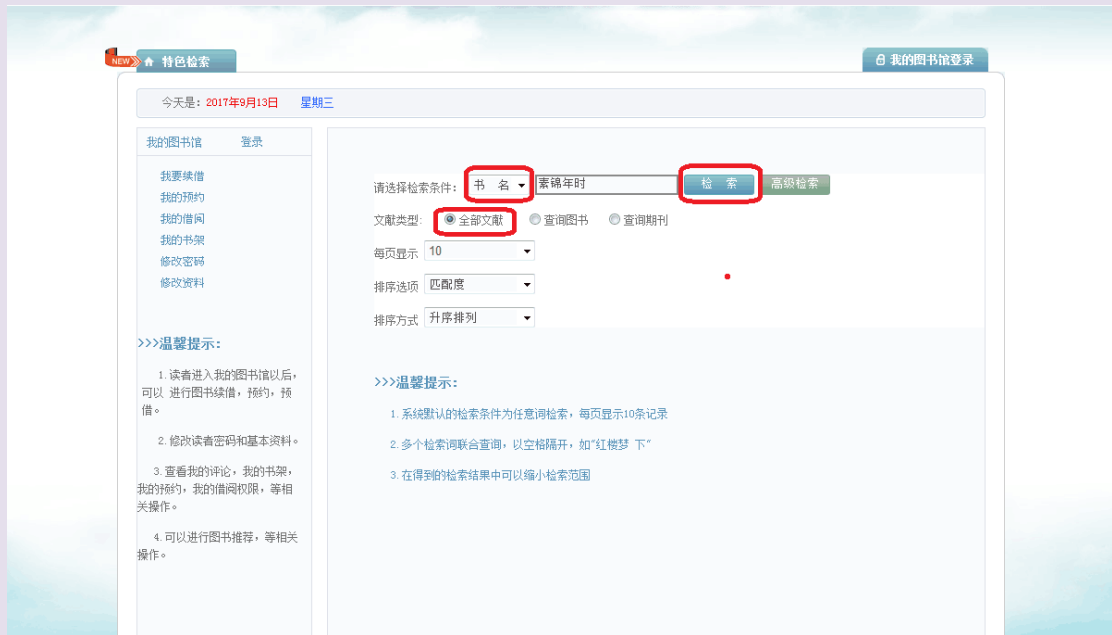 NEW 特色检索
我的图书馆登录
今天是：2017年9月13日 星期三
我的图书馆 登录
我要续借
我的预约
我的借阅
我的书架
修改密码
修改资料
>>>温馨提示：
1.读者进入我的图书馆以后，
可以 进行图书续借，预约，预
借。
2.修改读者密码和基本资料。
3.查看我的评论，我的书架，
我的预约，我的借阅权限，等相
关操作。
4.可以进行图书推荐，等相关
操作。
请选择检索条件： 书 名 素锦年时 检 索 高级检索
文献类型： 全部文献 查询图书 查询期刊
每页显示 10
排序选项 匹配度
排序方式 升序排列
>>>温馨提示：
1.系统默认的检索条件为任意词检索，每页显示10条记录
2.多个检索词联合查询，以空格隔开，如"红楼梦 下"
3.在得到的检索结果中可以缩小检索范围